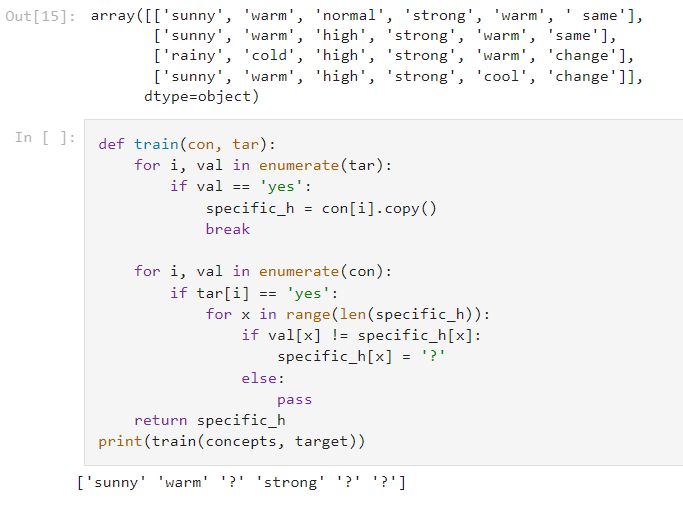 Out[15]: array([['sunny', 'warm', 'normal', 'strong', 'warm', ' same'],
['sunny', 'warm', 'high', 'strong', 'warm', 'same'],
['rainy', 'cold', 'high', 'strong', 'warm', 'change'],
['sunny', 'warm', 'high', 'strong', 'cool', 'change']],
dtype=object)
In [ ]: def train(con, tar):
    for i, val in enumerate(tar):
        if val == 'yes':
            specific_h = con[i].copy()
            break

    for i, val in enumerate(con):
        if tar[i] == 'yes':
            for x in range(len(specific_h)):
                if val[x] != specific_h[x]:
                    specific_h[x] = '?'
                else:
                    pass
    return specific_h
print(train(concepts, target))
['sunny' 'warm' '?' 'strong' '?' '?']